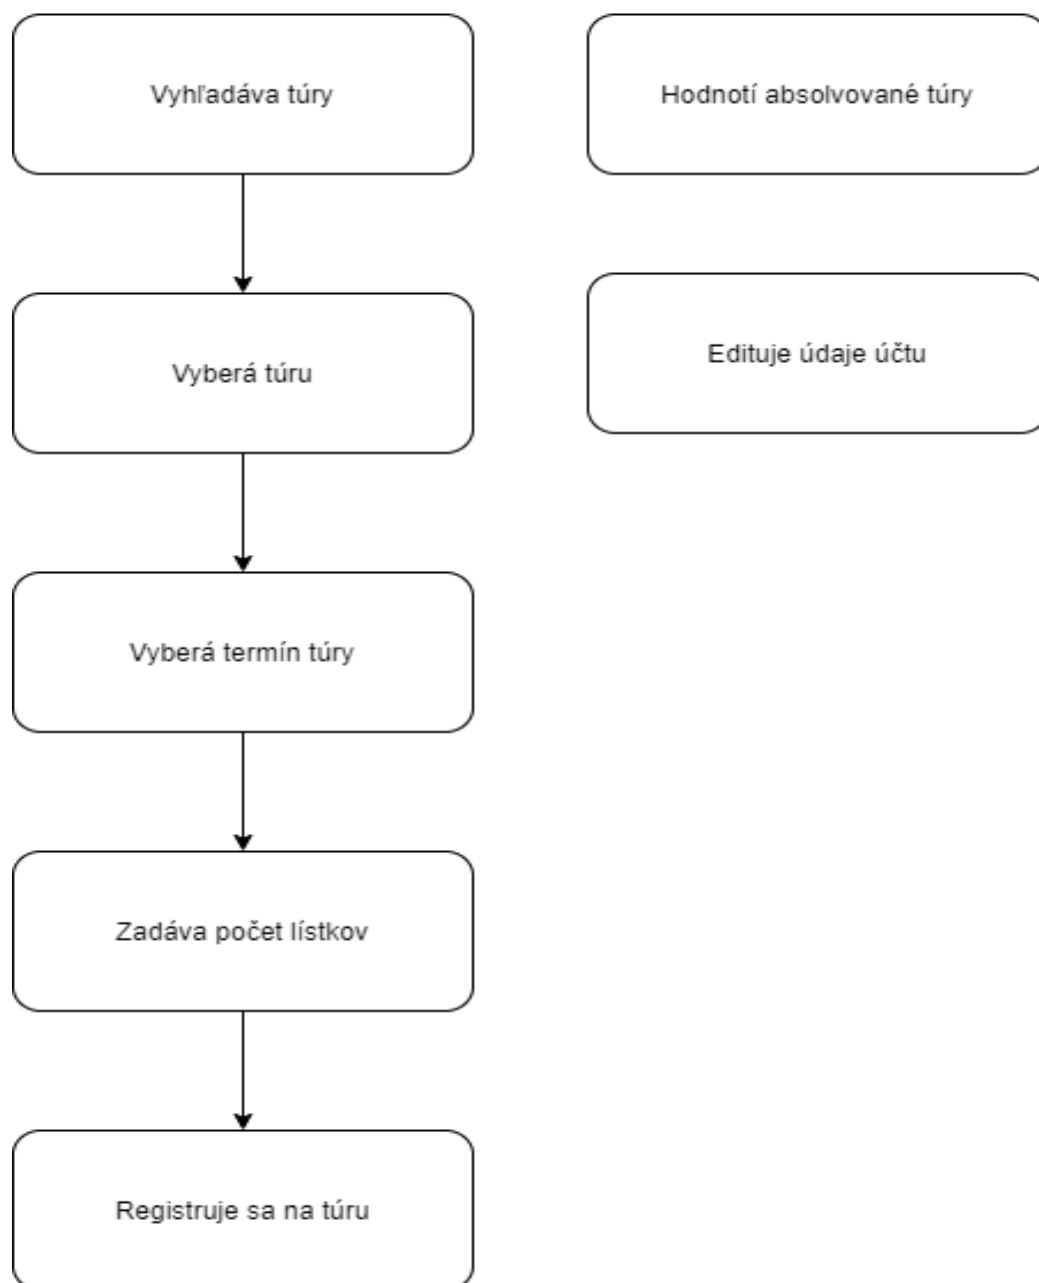 Vyhľadáva túry
Hodnotí absolvované túry
Vyberá túru
Edituje údaje účtu
Vyberá termín túry
Zadáva počet lístkov
Registruje sa na túru